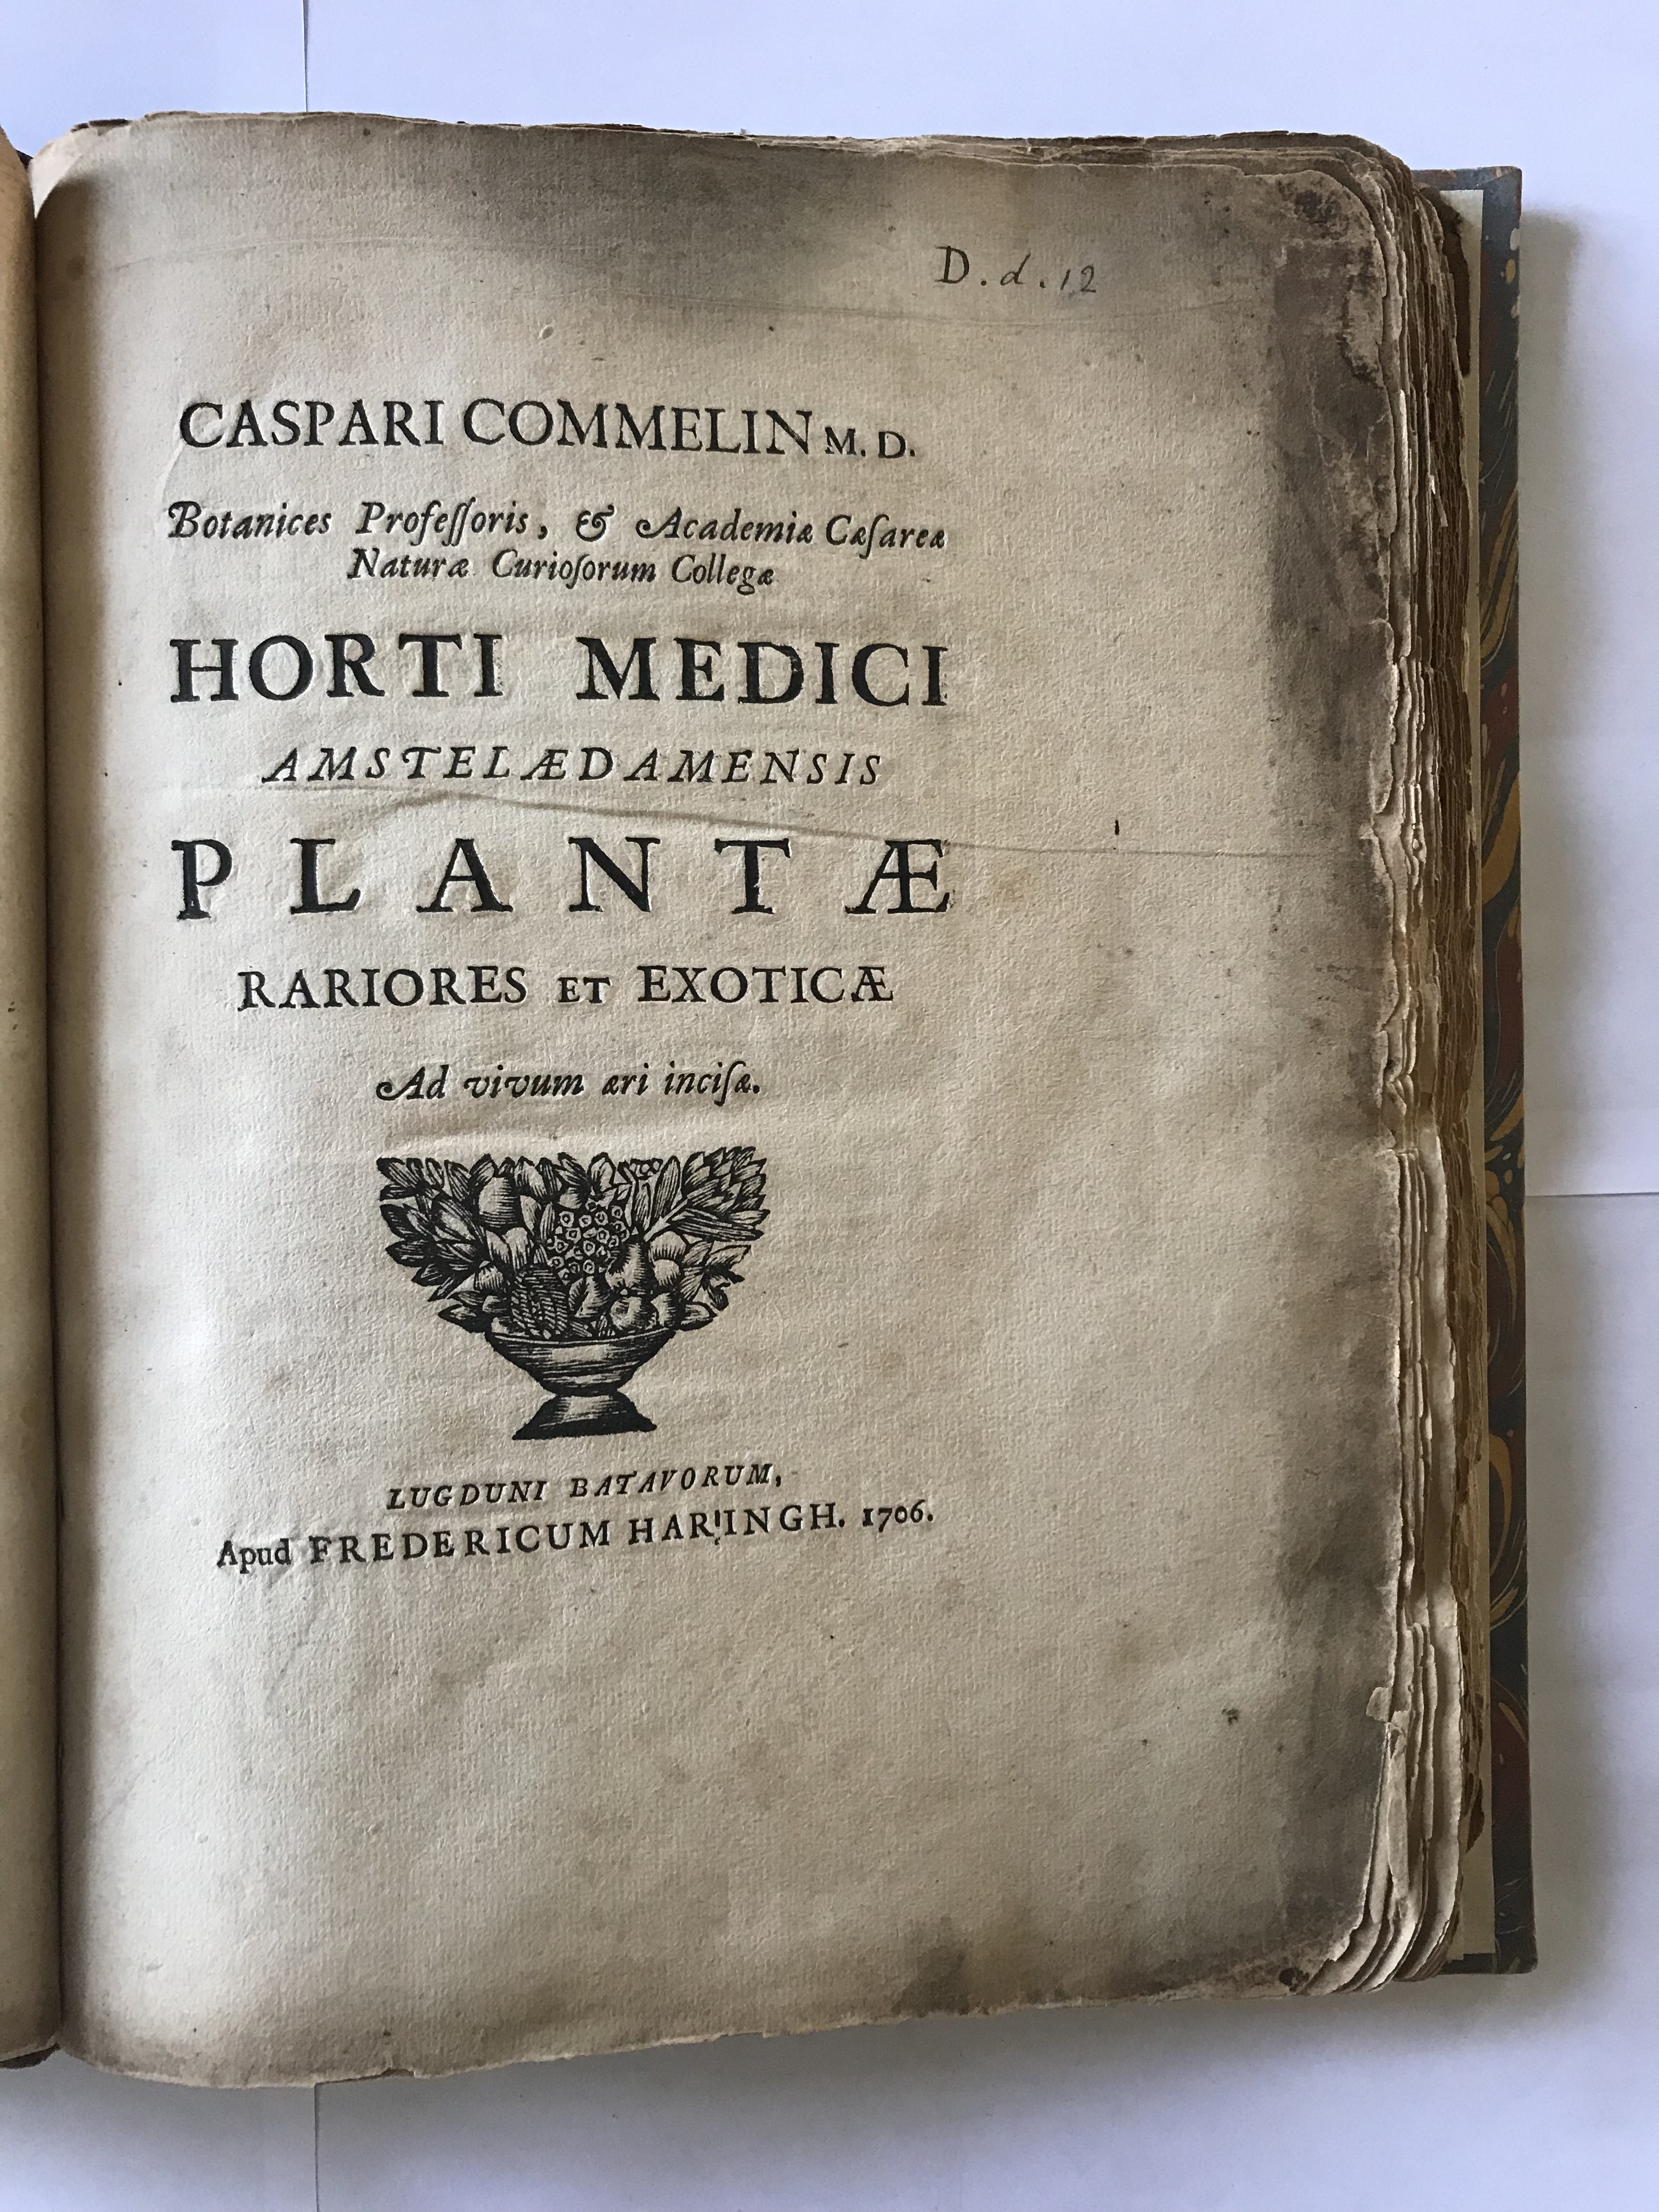 D.d.12
CASPARI COMMELIN M. D.
Botanices Profeſſoris, & Academiæ Cæſareæ
Naturæ Curioſorum Collegæ
HORTI MEDICI
AMSTELÆDAMENSIS
PLANTÆ
RARIORES ET EXOTICÆ
Ad vivum æri inciſæ.
LUGDUNI BATAVORUM,
Apud FREDERICUM HARINGH. 1706.